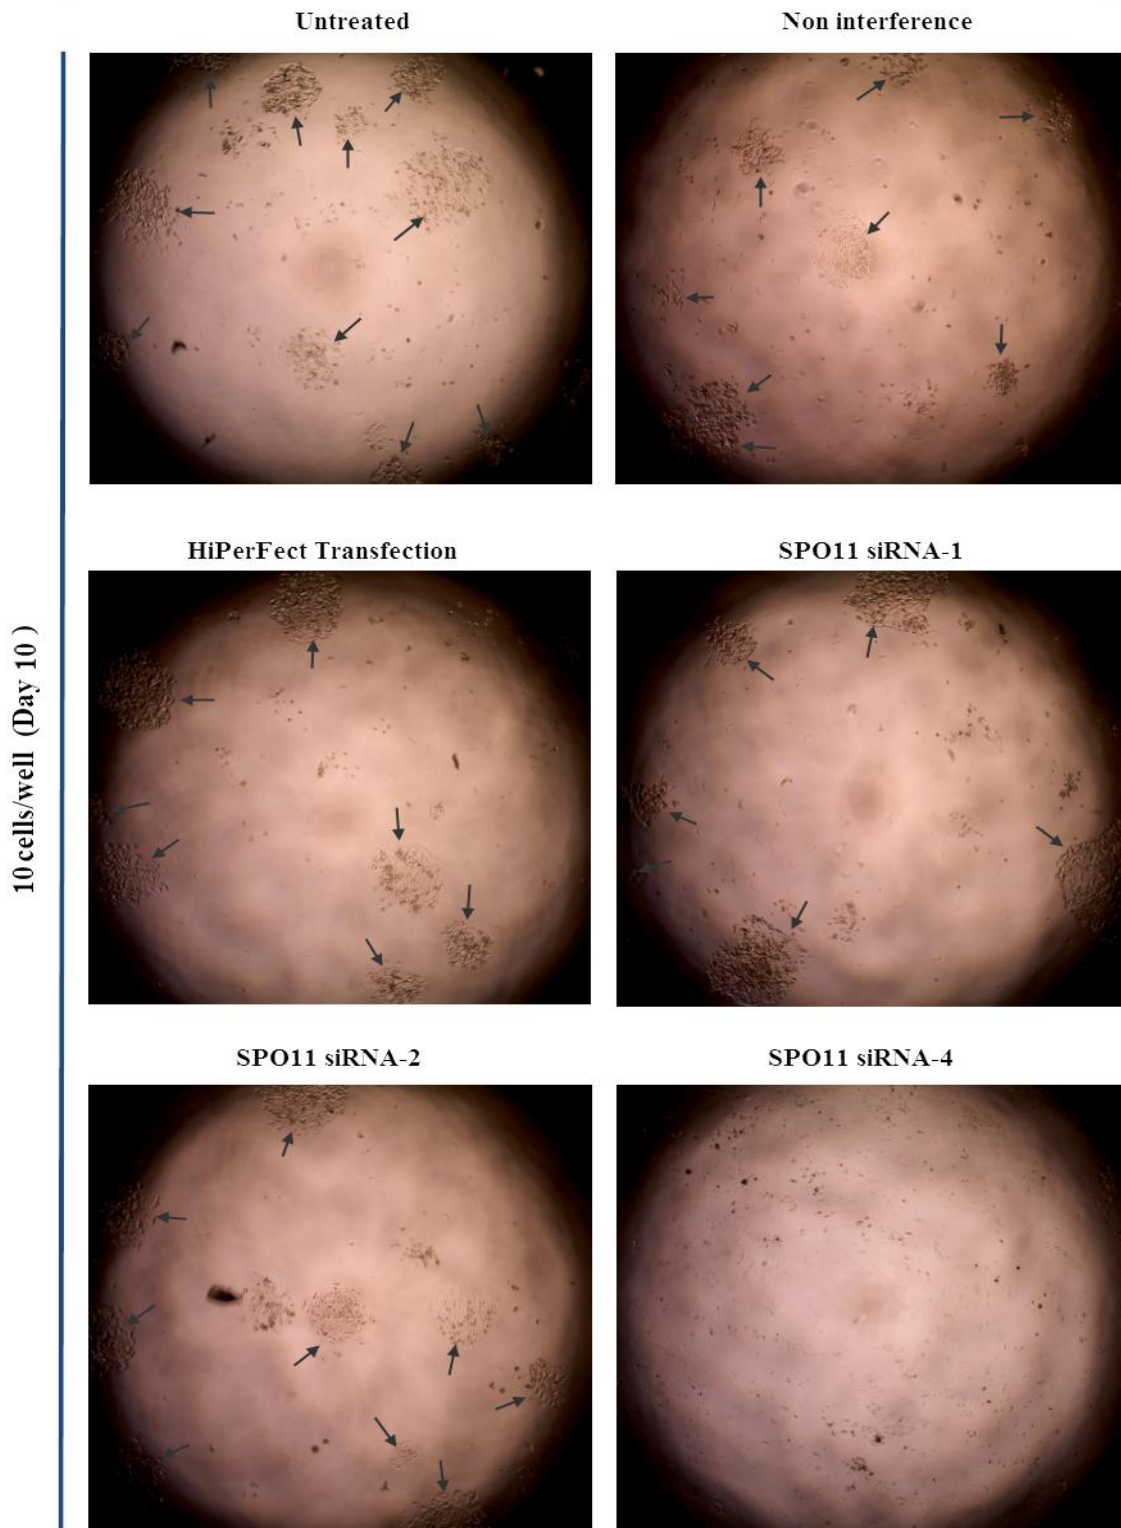 Untreated
Non interference
HiPerFect Transfection
SPO11 siRNA-1
10 cells/well (Day 10 )
SPO11 siRNA-2
SPO11 siRNA-4